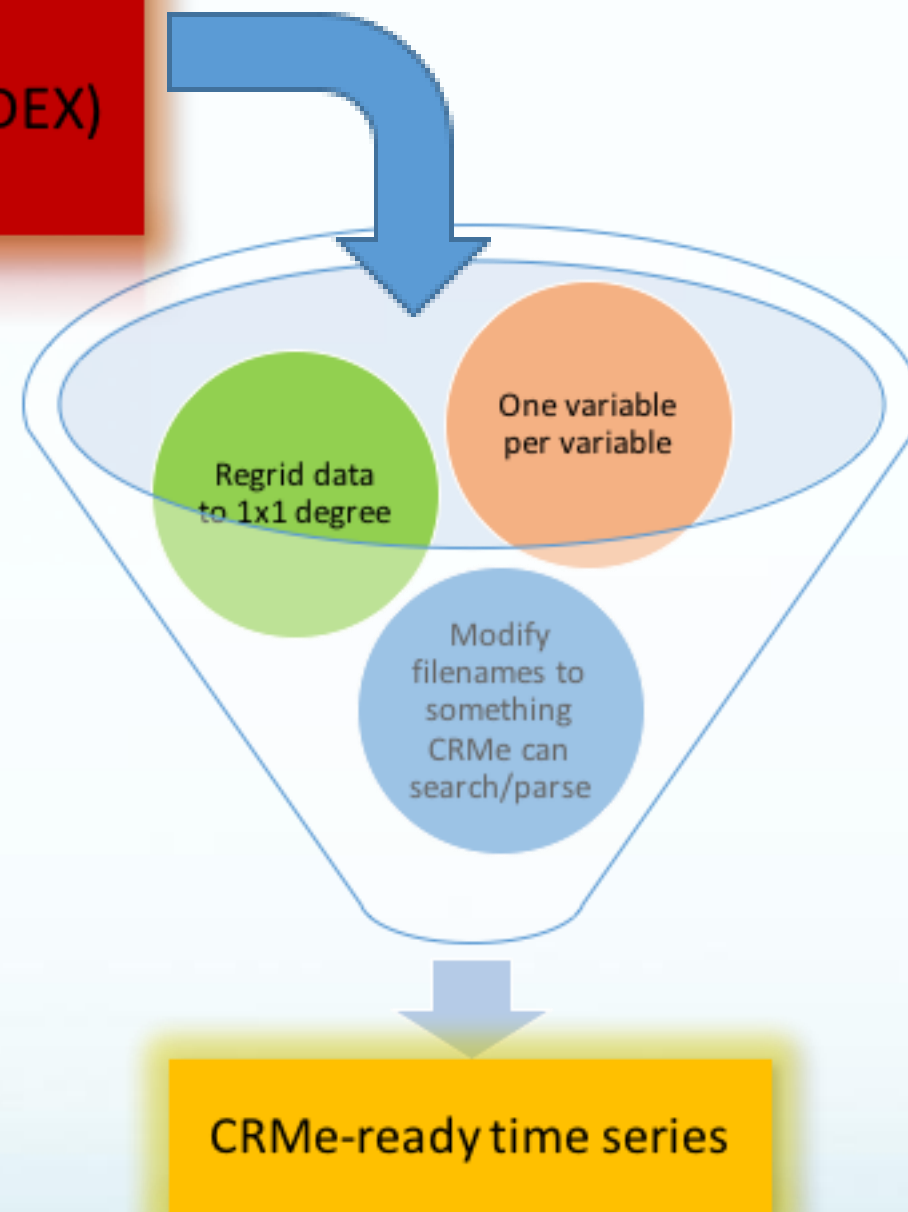 DEX)
One variable
per variable
Regrid data
to 1x1 degree
Modify
filenames to
something
CRMe can
search/parse
CRMe-ready time series